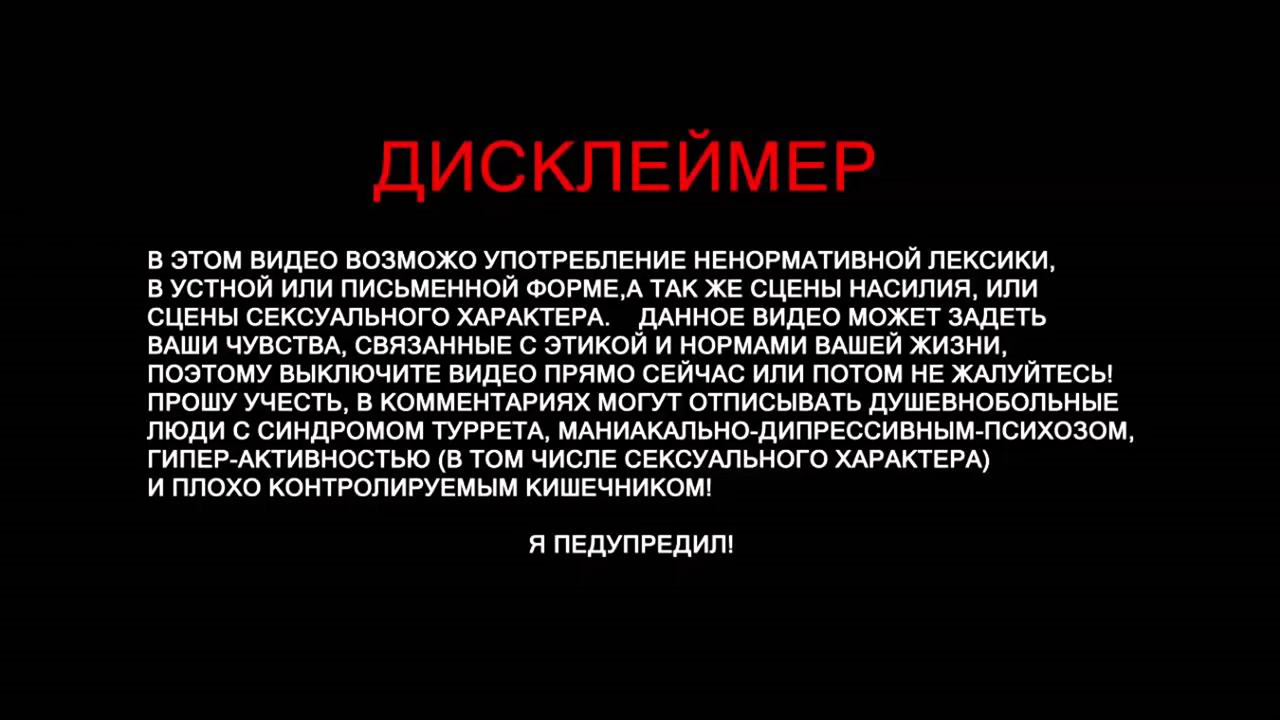 ДИСКЛЕЙМЕР
В ЭТОМ ВИДЕО ВОЗМОЖО УПОТРЕБЛЕНИЕ НЕНОРМАТИВНОЙ ЛЕКСИКИ,
В УСТНОЙ ИЛИ ПИСЬМЕННОЙ ФОРМЕ,А ТАК ЖЕ СЦЕНЫ НАСИЛИЯ, ИЛИ
СЦЕНЫ СЕКСУАЛЬНОГО ХАРАКТЕРА. ДАННОЕ ВИДЕО МОЖЕТ ЗАДЕТЬ
ВАШИ ЧУВСТВА, СВЯЗАННЫЕ С ЭТИКОЙ И НОРМАМИ ВАШЕЙ ЖИЗНИ,
ПОЭТОМУ ВЫКЛЮЧИТЕ ВИДЕО ПРЯМО СЕЙЧАС ИЛИ ПОТОМ НЕ ЖАЛУЙТЕСЬ!
ПРОШУ УЧЕСТЬ, В КОММЕНТАРИЯХ МОГУТ ОТПИСЫВАТЬ ДУШЕВНОБОЛЬНЫЕ
ЛЮДИ С СИНДРОМОМ ТУРРЕТА, МАНИАКАЛЬНО-ДИПРЕССИВНЫМ-ПСИХОЗОМ,
ГИПЕР-АКТИВНОСТЬЮ (В ТОМ ЧИСЛЕ СЕКСУАЛЬНОГО ХАРАКТЕРА)
И ПЛОХО КОНТРОЛИРУЕМЫМ КИШЕЧНИКОМ!
Я ПЕДУПРЕДИЛ!